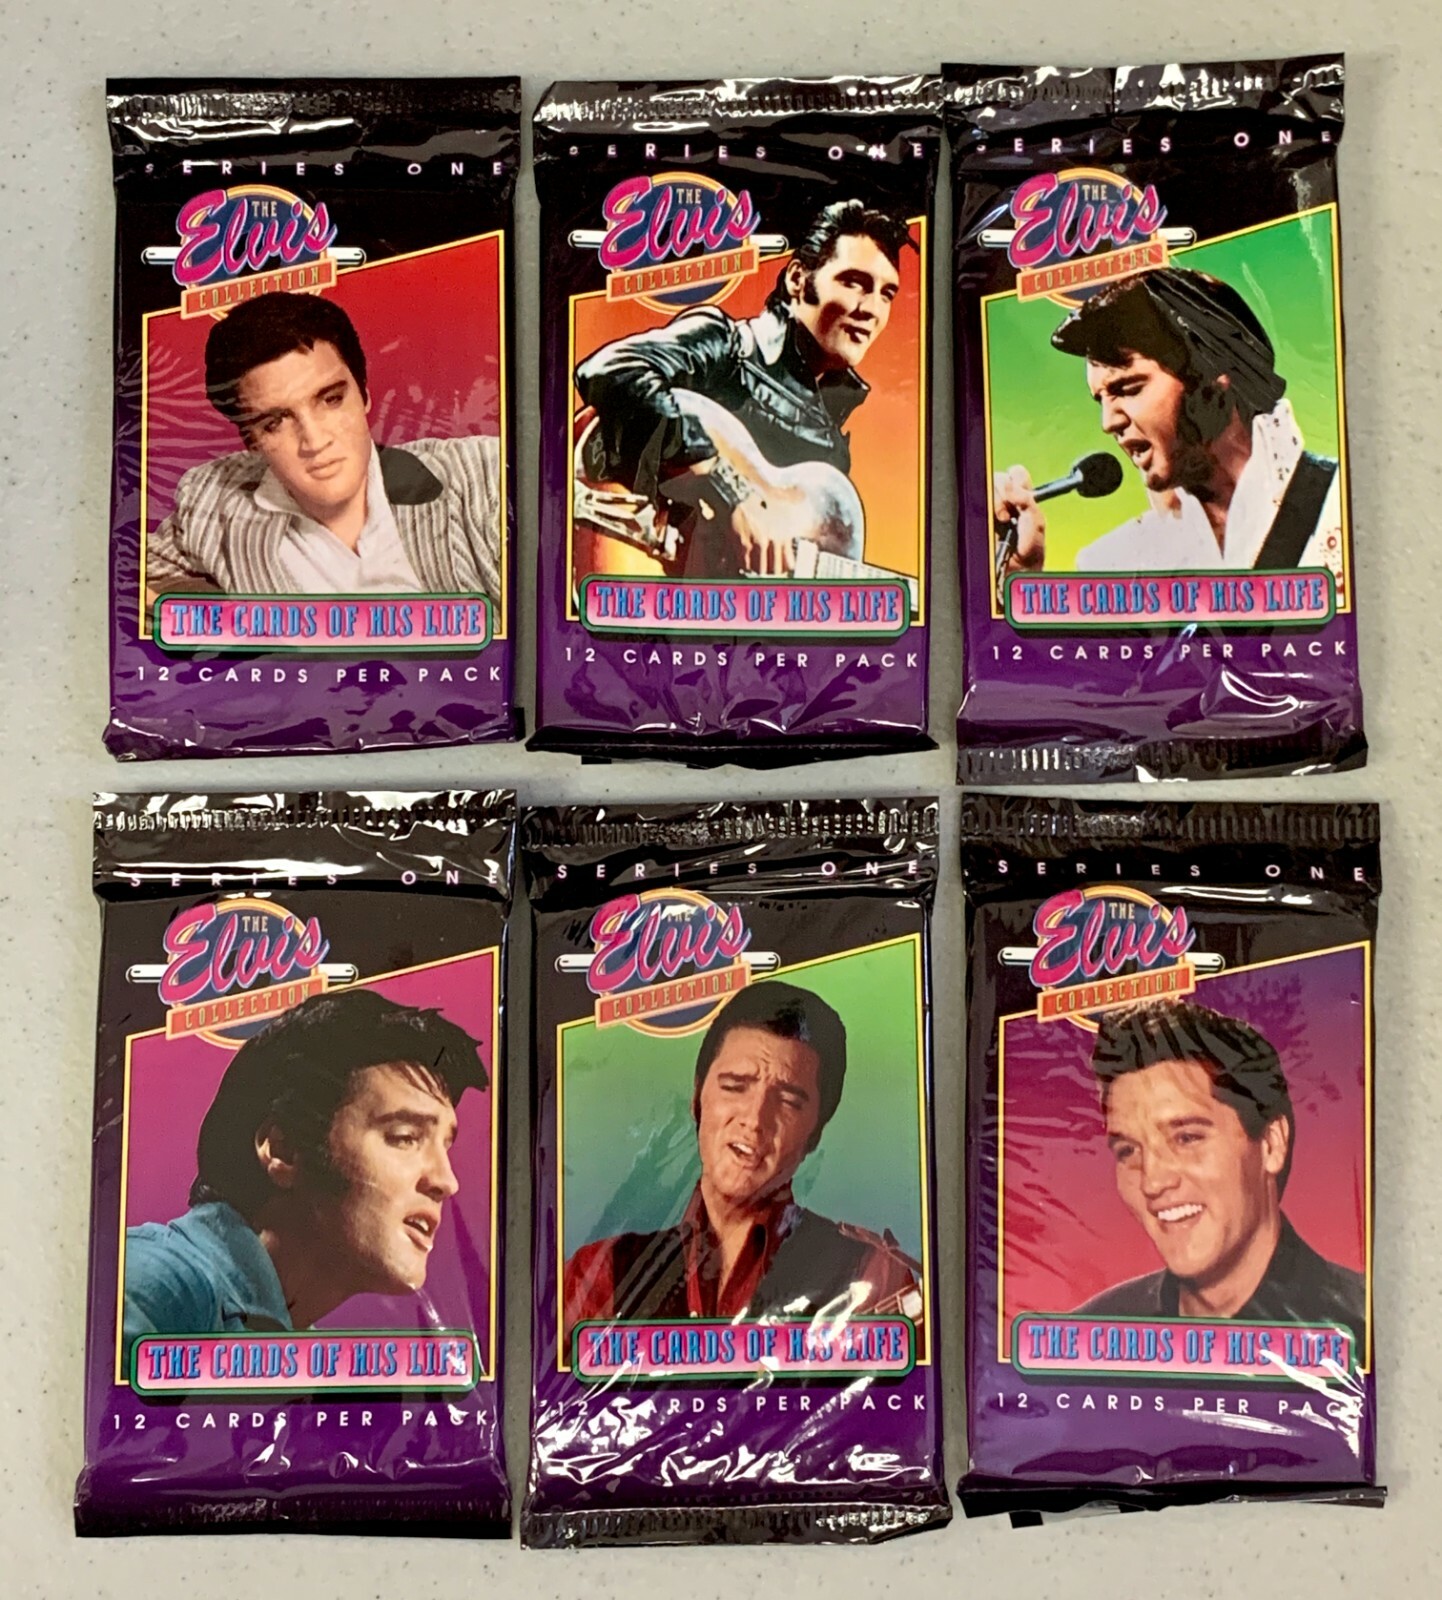 SERIES ONE
THE
Elvis
COLLECTION
THE CARDS OF HIS LIFE
12 CARDS PER PACK
SERIES ONE
THE
Elvis
COLLECTION
THE CARDS OF HIS LIFE
12 CARDS PER PACK
SERIES ONE
THE
Elvis
COLLECTION
THE CARDS OF HIS LIFE
12 CARDS PER PACK
SERIES ONE
THE
Elvis
COLLECTION
THE CARDS OF HIS LIFE
12 CARDS PER PACK
SERIES ONE
THE
Elvis
COLLECTION
THE CARDS OF HIS LIFE
12 CARDS PER PACK
SERIES ONE
THE
Elvis
COLLECTION
THE CARDS OF HIS LIFE
12 CARDS PER PACK